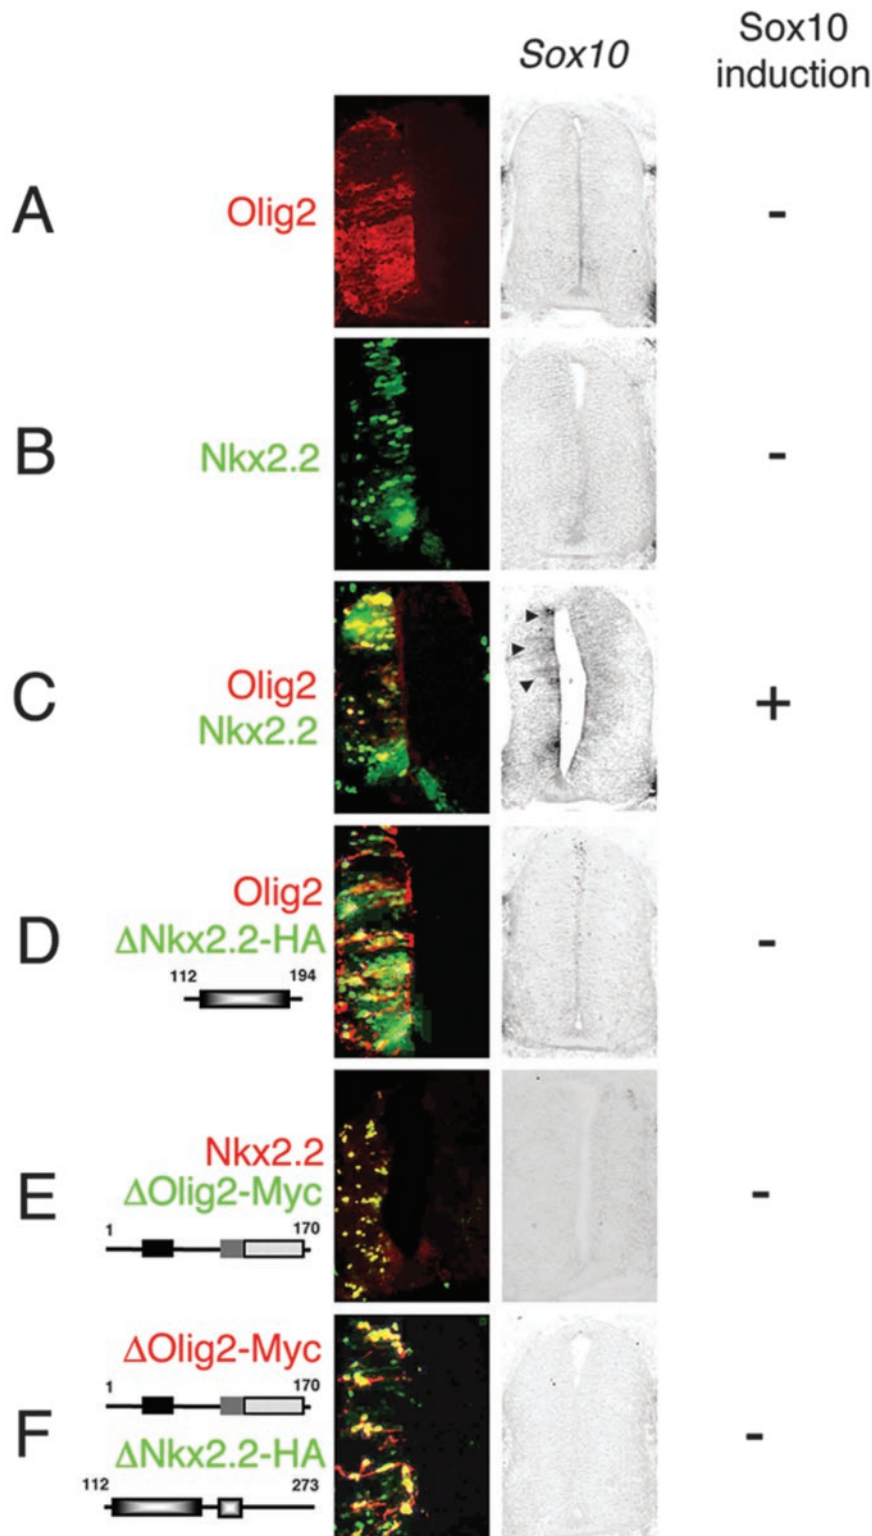 Sox10
Sox10
induction
A
Olig2
-
B
Nkx2.2
-
C
Olig2
Nkx2.2
+
D
Olig2
ΔNkx2.2-HA
112 194
-
E
Nkx2.2
ΔOlig2-Myc
1 170
-
F
ΔOlig2-Myc
1 170
ΔNkx2.2-HA
112 273
-